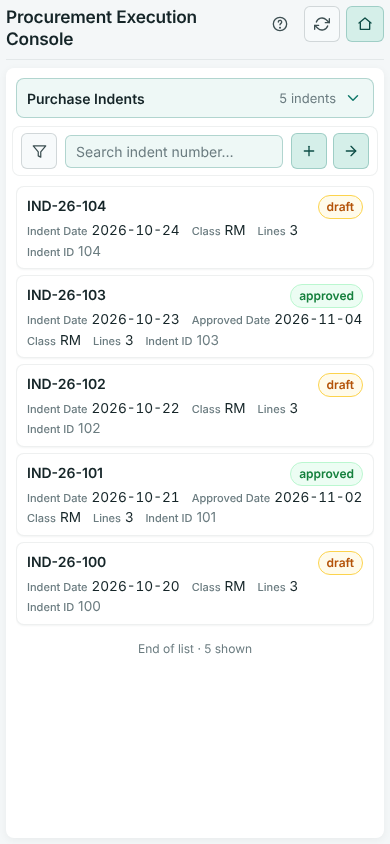 Procurement Execution
Console
Purchase Indents 5 indents
Search indent number...
IND-26-104 draft
Indent Date 2026-10-24 Class RM Lines 3
Indent ID 104
IND-26-103 approved
Indent Date 2026-10-23 Approved Date 2026-11-04
Class RM Lines 3 Indent ID 103
IND-26-102 draft
Indent Date 2026-10-22 Class RM Lines 3
Indent ID 102
IND-26-101 approved
Indent Date 2026-10-21 Approved Date 2026-11-02
Class RM Lines 3 Indent ID 101
IND-26-100 draft
Indent Date 2026-10-20 Class RM Lines 3
Indent ID 100
End of list · 5 shown